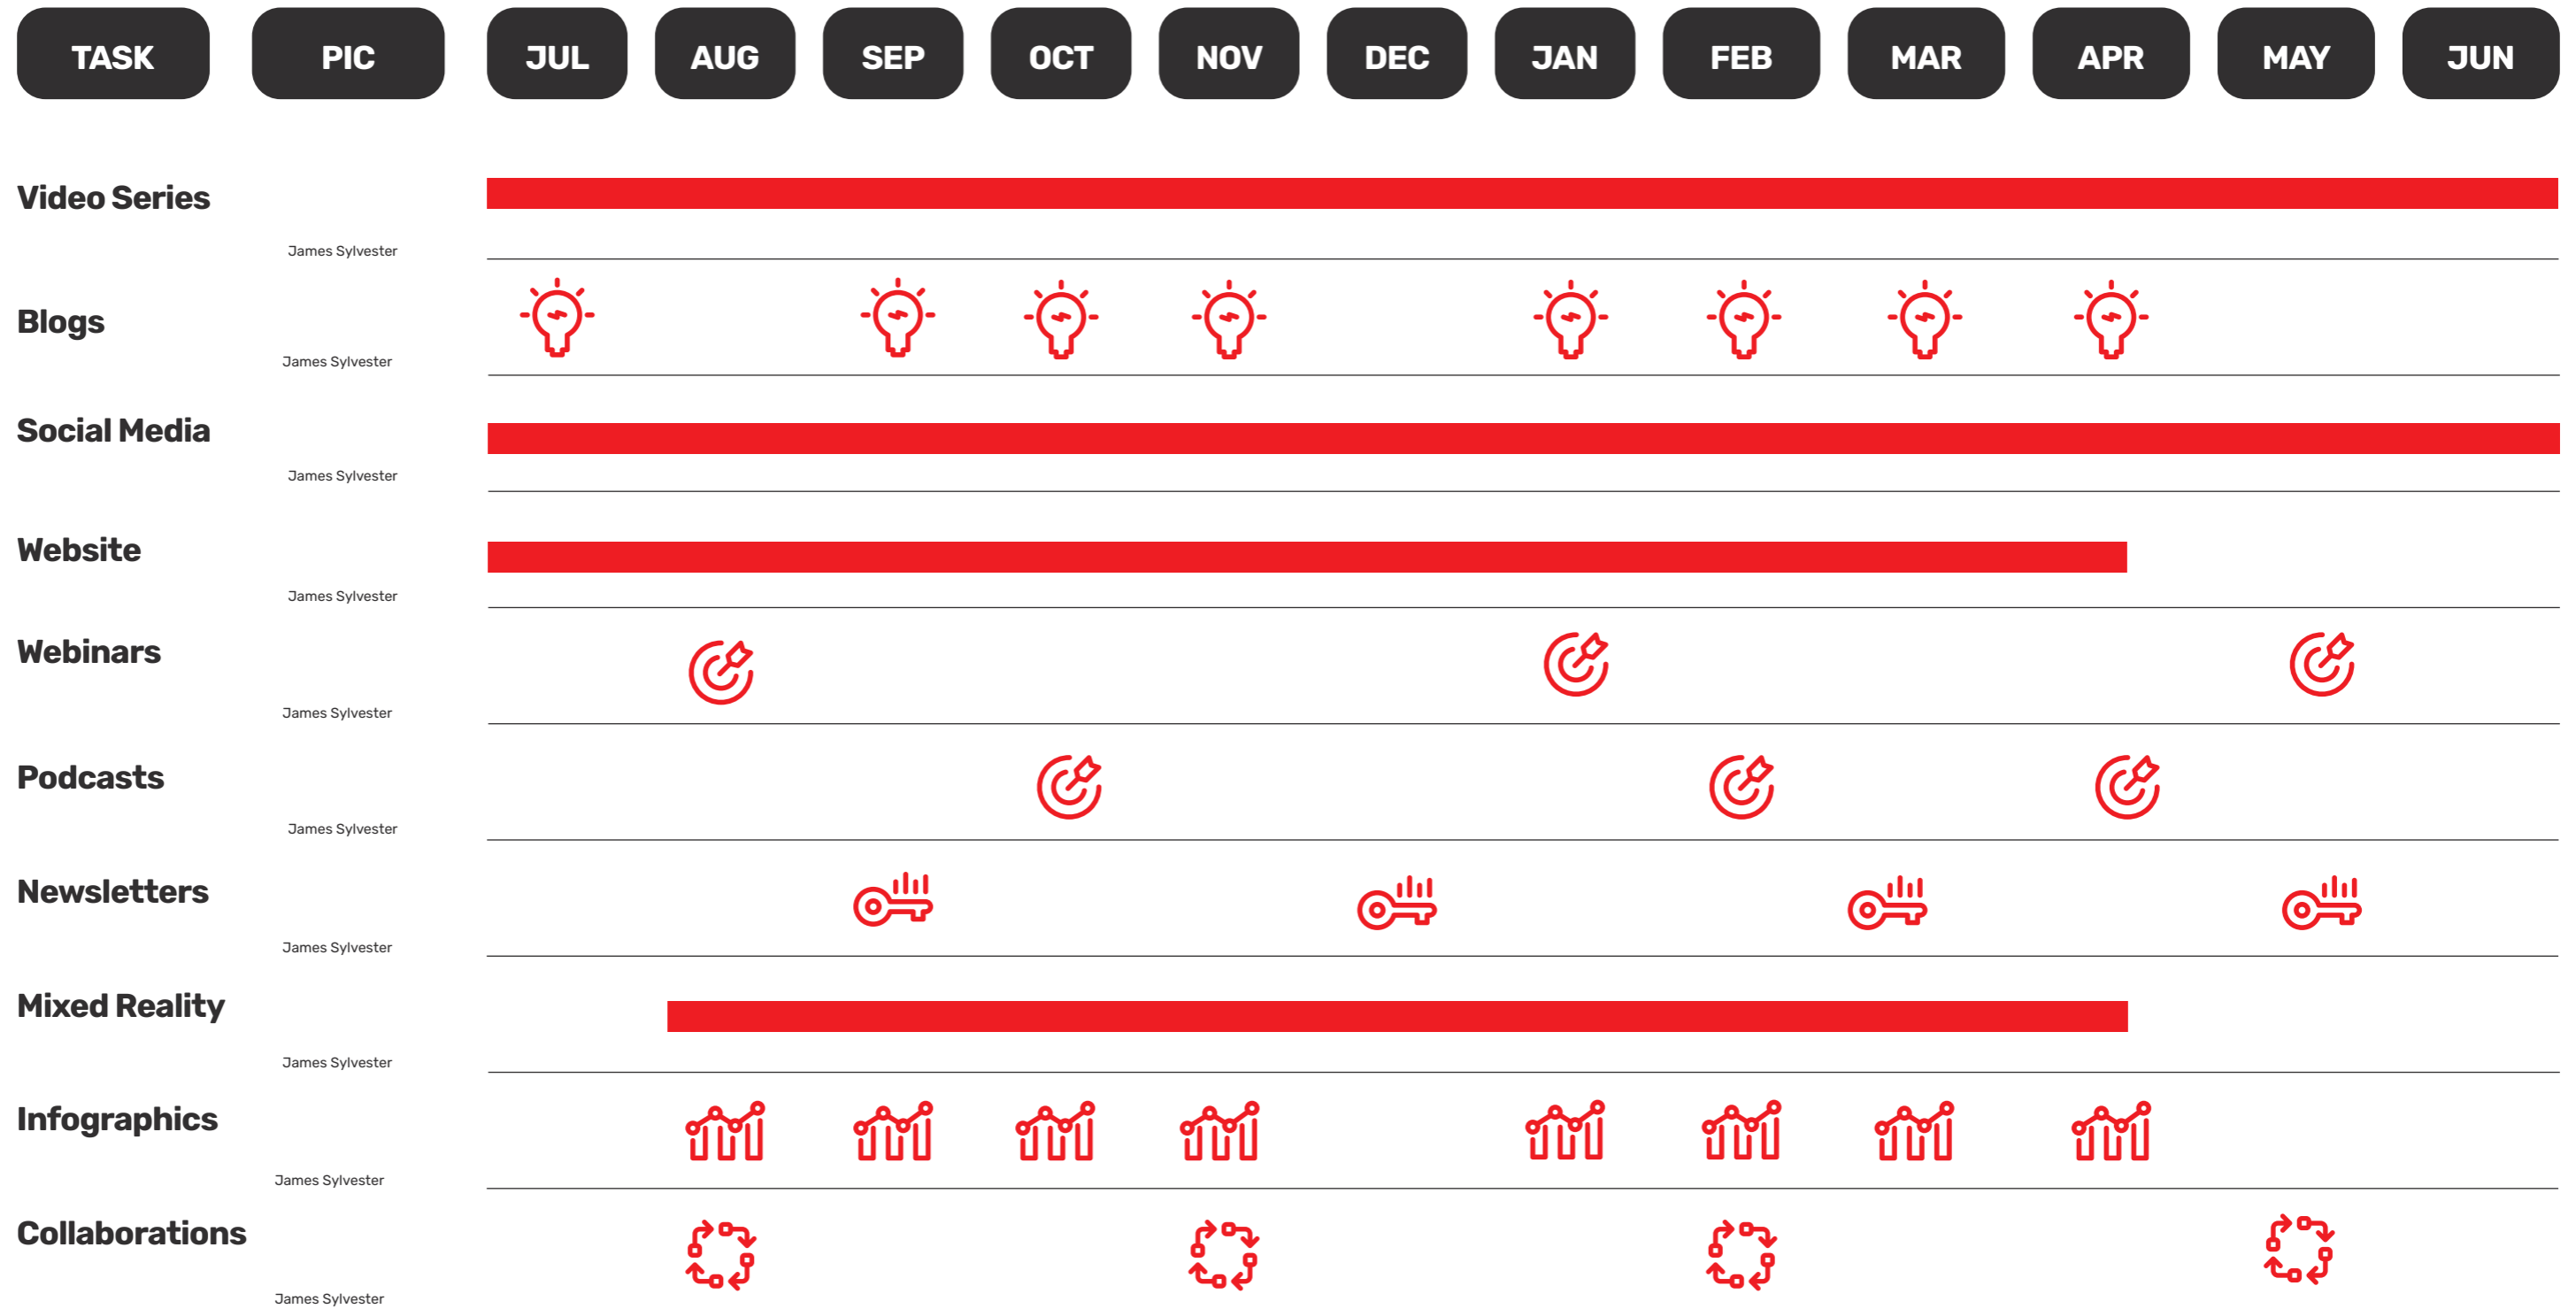 TASK PIC JUL AUG SEP OCT NOV DEC JAN FEB MAR APR MAY JUN
Video Series
James Sylvester
Blogs
James Sylvester
Social Media
James Sylvester
Website
James Sylvester
Webinars
James Sylvester
Podcasts
James Sylvester
Newsletters
James Sylvester
Mixed Reality
James Sylvester
Infographics
James Sylvester
Collaborations
James Sylvester